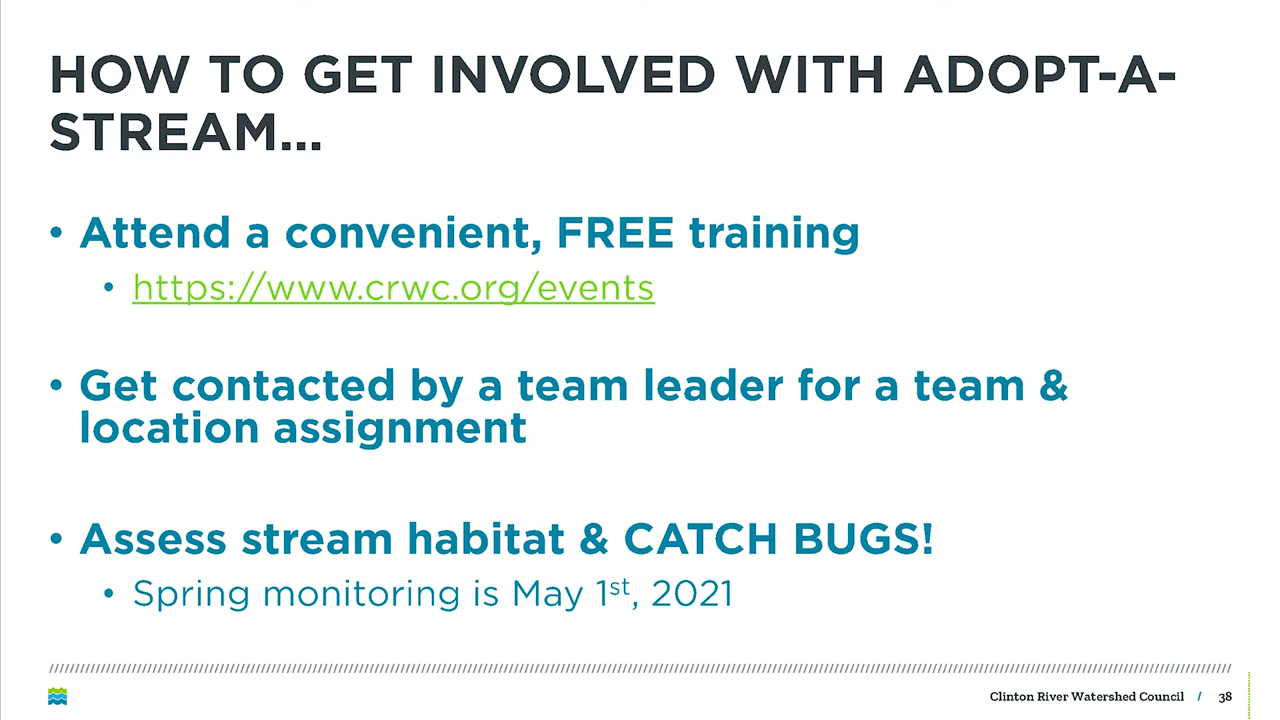 HOW TO GET INVOLVED WITH ADOPT-A-
STREAM...
• Attend a convenient, FREE training
• https://www.crwc.org/events
• Get contacted by a team leader for a team &
location assignment
• Assess stream habitat & CATCH BUGS!
• Spring monitoring is May 1st, 2021
Clinton River Watershed Council / 38